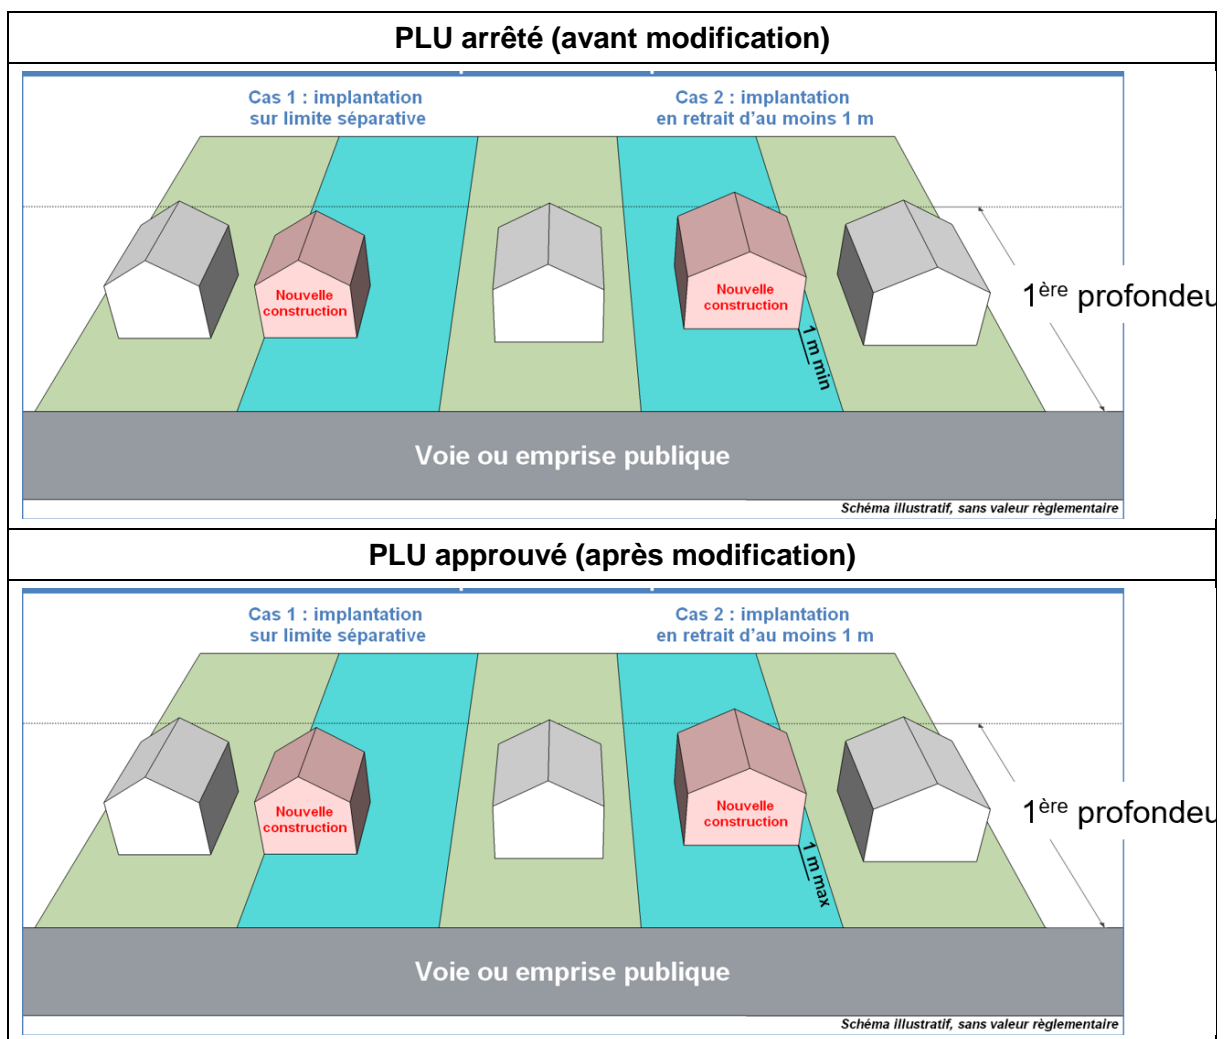 PLU arrêté (avant modification)
Cas 1 : implantation
sur limite séparative
Cas 2 : implantation
en retrait d'au moins 1 m
Nouvelle
construction
Nouvelle
construction
1 m min
1ère profondeu
Voie ou emprise publique
Schéma illustratif, sans valeur règlementaire
PLU approuvé (après modification)
Cas 1 : implantation
sur limite séparative
Cas 2 : implantation
en retrait d'au moins 1 m
Nouvelle
construction
Nouvelle
construction
1 m max
1ère profondeu
Voie ou emprise publique
Schéma illustratif, sans valeur règlementaire